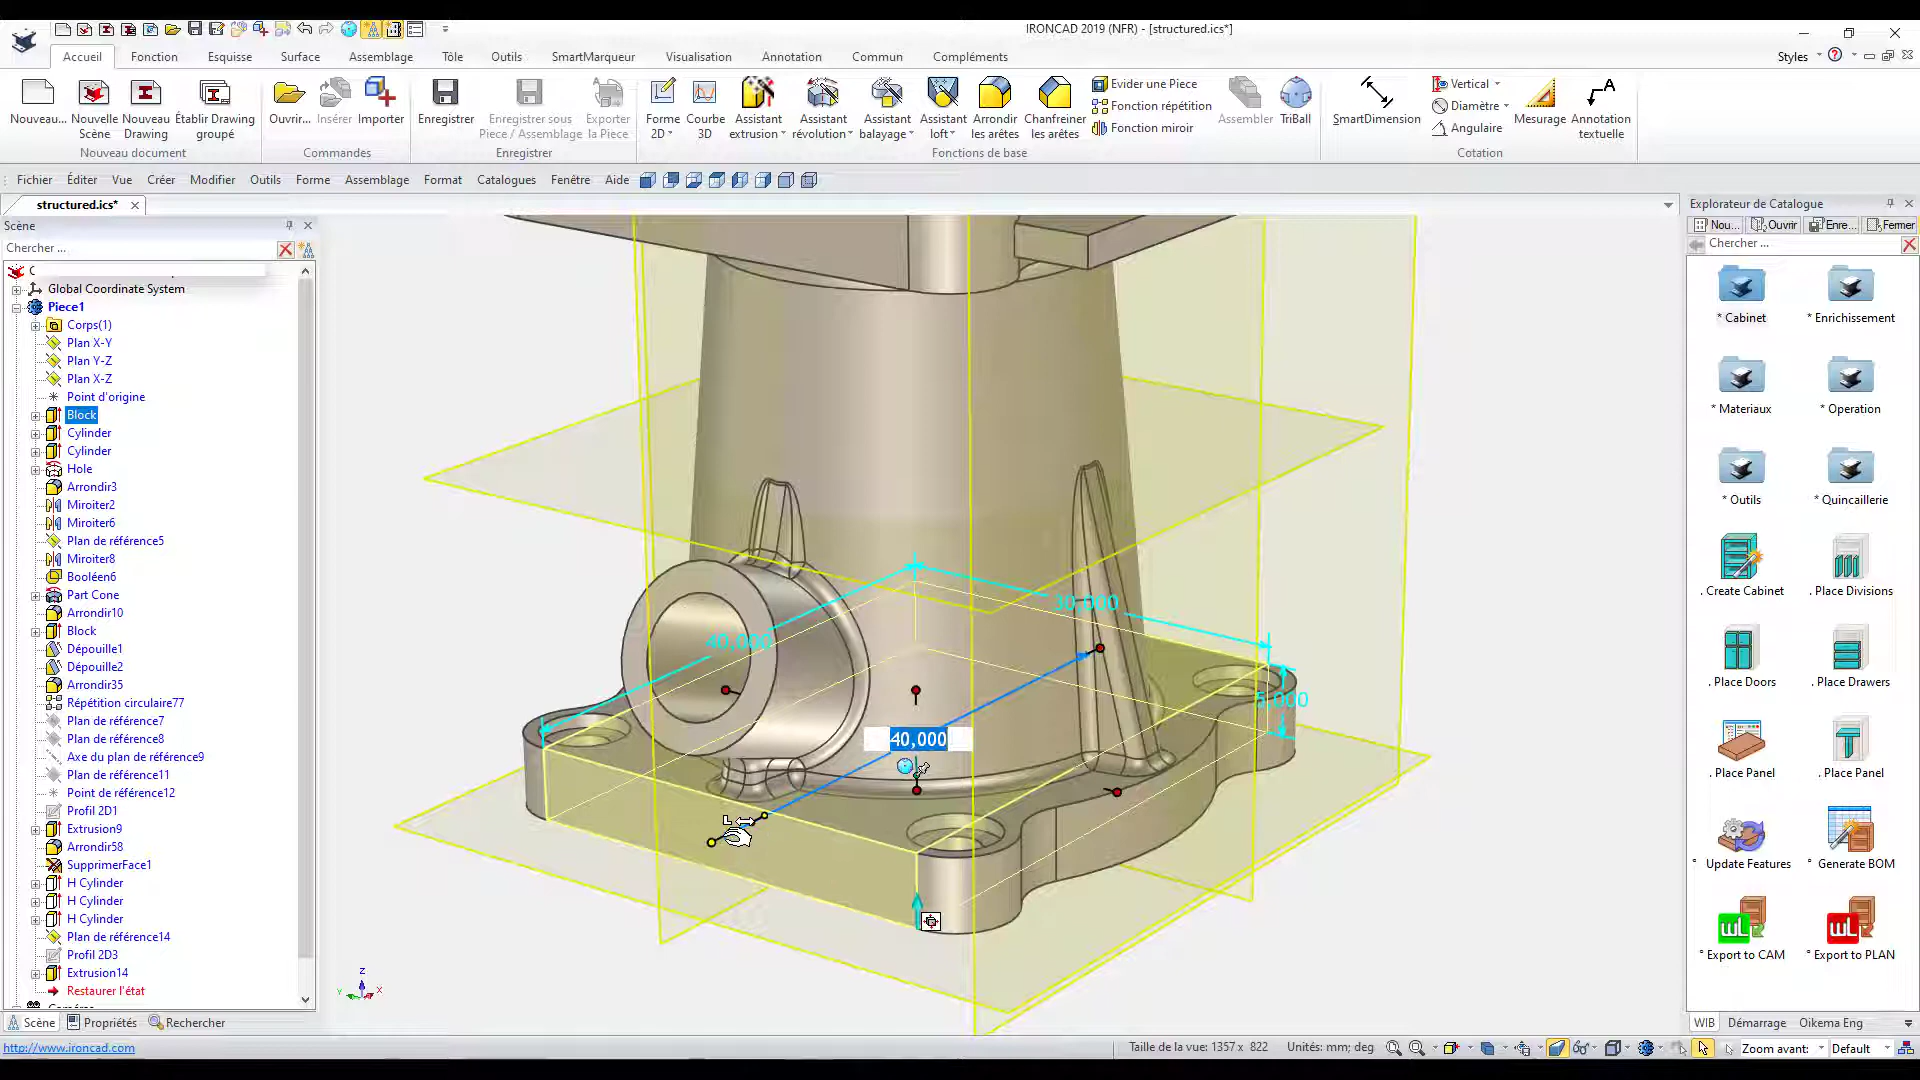 IRONCAD 2019 (NFR) - [structured.ics*]
Accueil Fonction Esquisse Surface Assemblage Tôle Outils SmartMarqueur Visualisation Annotation Commun Compléments Styles
Nouveau... Nouvelle Scène Nouveau Drawing Établir Drawing groupé
Ouvrir... Insérer Importer
Enregistrer Enregistrer sous Piece / Assemblage Exporter la Piece
Forme 2D Courbe 3D Assistant extrusion Assistant révolution Assistant balayage Assistant loft Arrondir les arêtes Chanfreiner les arêtes
Evider une Piece
Fonction répétition
Fonction miroir
Assembler TriBall
SmartDimension
Vertical
Diamètre
Angulaire
Mesurage Annotation textuelle
Nouveau document Commandes Enregistrer Fonctions de base Cotation
Fichier Éditer Vue Créer Modifier Outils Forme Assemblage Format Catalogues Fenêtre Aide
structured.ics*
Scène
Chercher ...
Global Coordinate System
Piece1
Corps(1)
Plan X-Y
Plan Y-Z
Plan X-Z
Point d'origine
Block
Cylinder
Cylinder
Hole
Arrondir3
Miroiter2
Miroiter6
Plan de référence5
Miroiter8
Booléen6
Part Cone
Arrondir10
Block
Dépouille1
Dépouille2
Arrondir35
Répétition circulaire77
Plan de référence7
Plan de référence8
Axe du plan de référence9
Plan de référence11
Point de référence12
Profil 2D1
Extrusion9
Arrondir58
SupprimerFace1
H Cylinder
H Cylinder
H Cylinder
Plan de référence14
Profil 2D3
Extrusion14
Restaurer l'état
Scène Propriétés Rechercher
30,000
40,000
5,000
40,000
L
Z
Y X
Explorateur de Catalogue
Nou... Ouvrir Enre... Fermer
Chercher ...
* Cabinet * Enrichissement
* Materiaux * Operation
* Outils * Quincaillerie
. Create Cabinet . Place Divisions
. Place Doors . Place Drawers
. Place Panel . Place Panel
° Update Features ° Generate BOM
WL WL
° Export to CAM ° Export to PLAN
WIB Démarrage Oikema Eng
http://www.ironcad.com Taille de la vue: 1357 x 822 Unités: mm; deg Zoom avant: Default